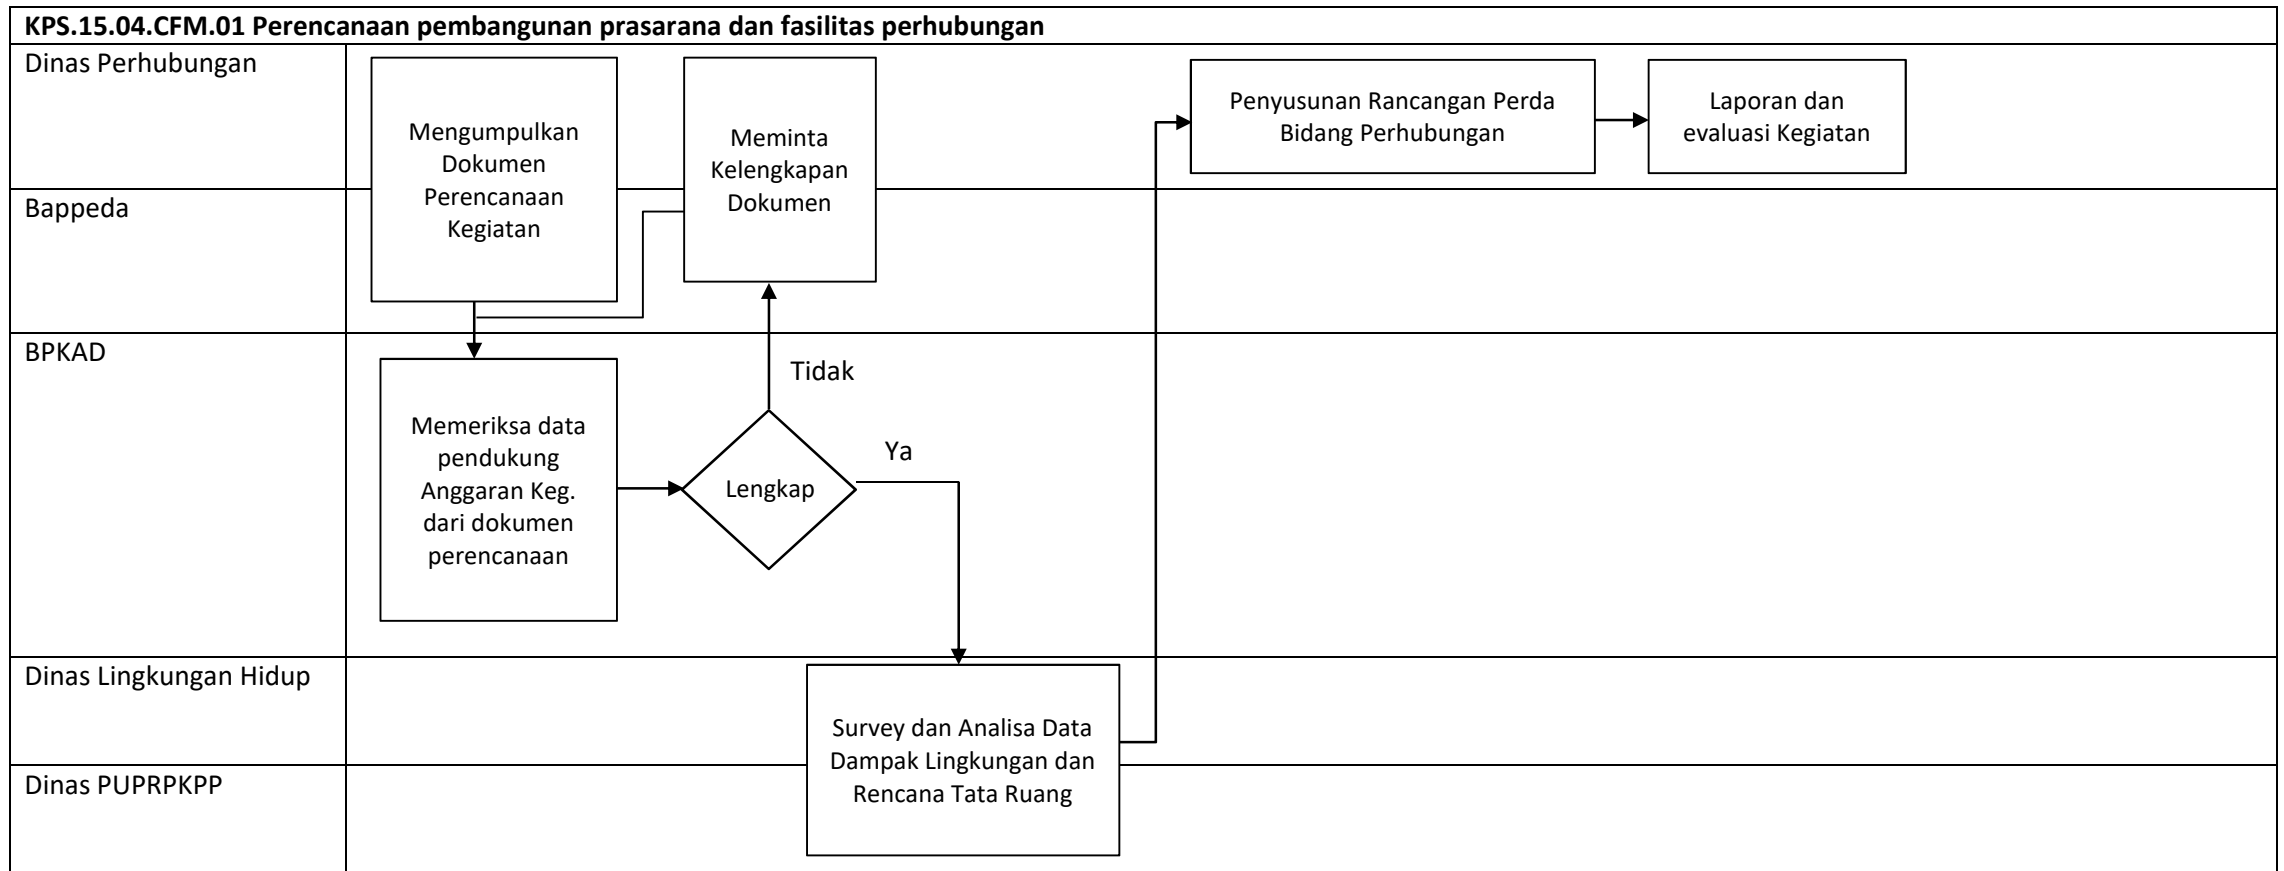 KPS.15.04.CFM.01 Perencanaan pembangunan prasarana dan fasilitas perhubungan
Dinas Perhubungan
Mengumpulkan
Dokumen
Perencanaan
Kegiatan
Meminta
Kelengkapan
Dokumen
Penyusunan Rancangan Perda
Bidang Perhubungan
Laporan dan
evaluasi Kegiatan
Bappeda
BPKAD
Memeriksa data
pendukung
Anggaran Keg.
dari dokumen
perencanaan
Tidak
Lengkap
Ya
Dinas Lingkungan Hidup
Survey dan Analisa Data
Dampak Lingkungan dan
Rencana Tata Ruang
Dinas PUPRPKPP